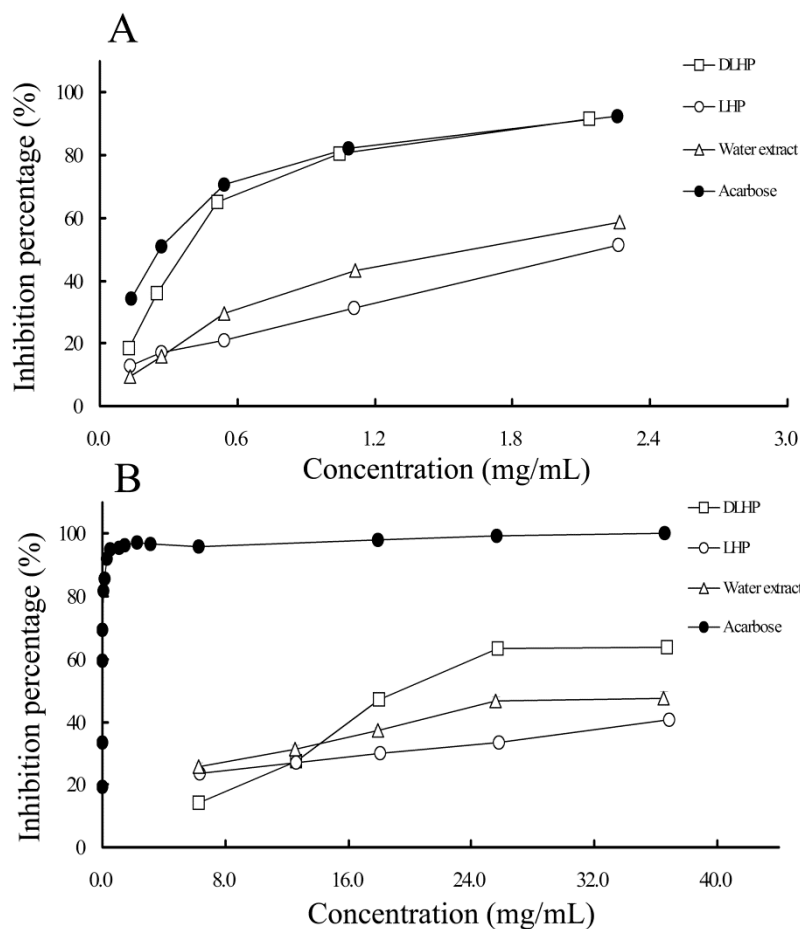 A
Inhibition percentage (%)
100
80
60
40
20
0
0.0 0.6 1.2 1.8 2.4 3.0
Concentration (mg/mL)
DLHP
LHP
Water extract
Acarbose
B
Inhibition percentage (%)
100
80
60
40
20
0
0.0 8.0 16.0 24.0 32.0 40.0
Concentration (mg/mL)
DLHP
LHP
Water extract
Acarbose